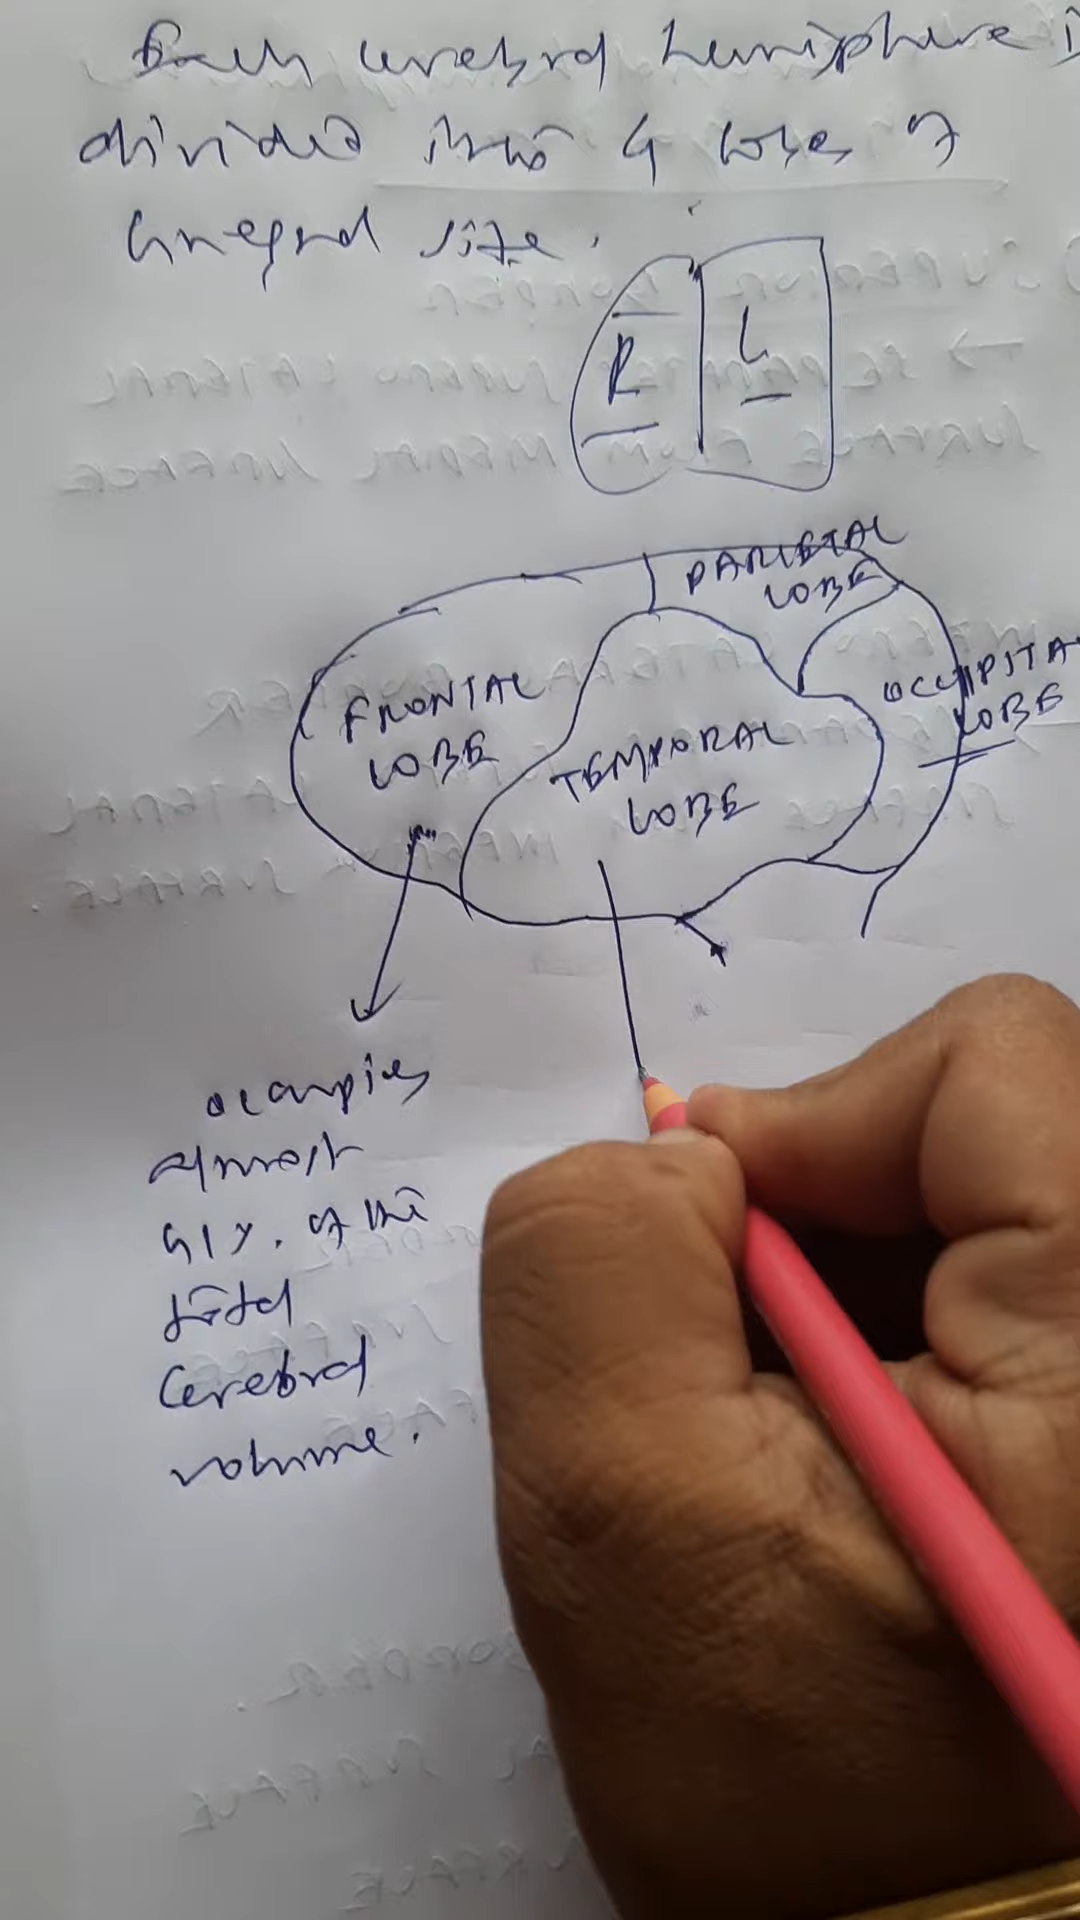 Each cerebral hemisphere is
divided into 4 lobes of
unequal size.
R L
PARIETAL
LOBE
FRONTAL
LOBE
OCCIPITAL
LOBE
TEMPORAL
LOBE
occupies
almost
41%. of the
total
cerebral
volume.